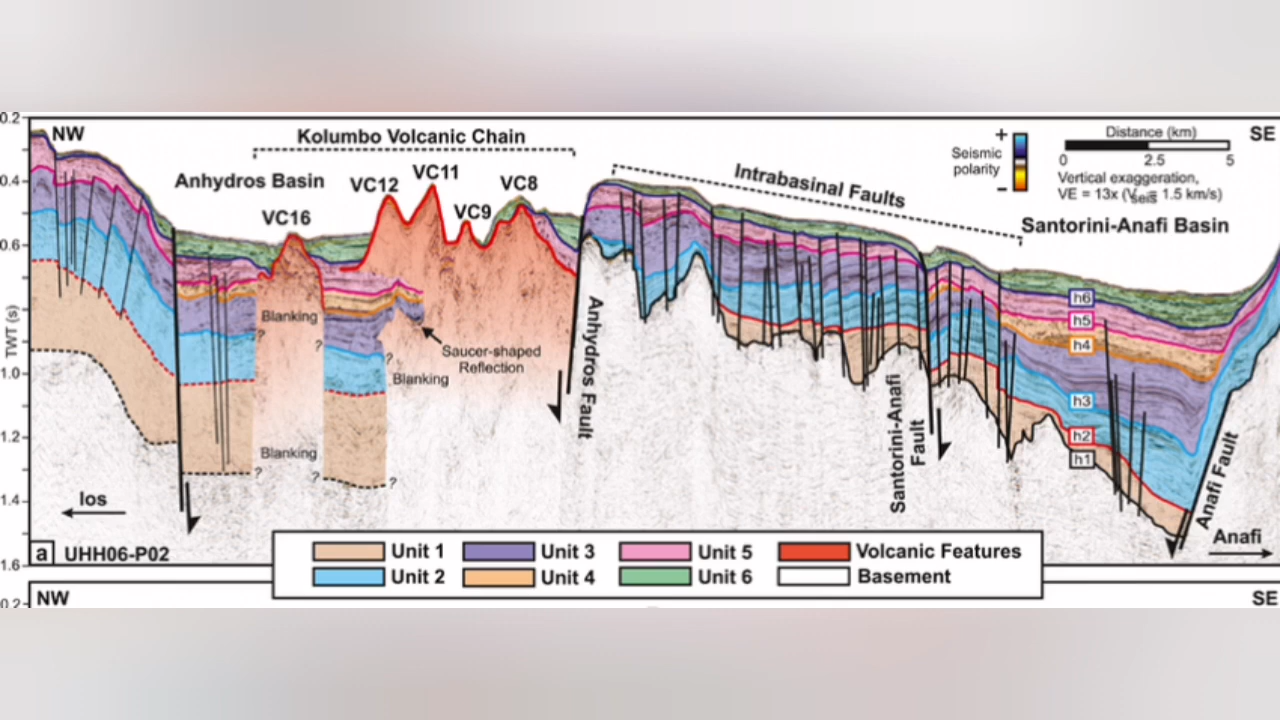 0.2
NW
Kolumbo Volcanic Chain
+
Seismic
polarity
−
Distance (km)
0 2.5 5
Vertical exaggeration,
VE = 13x (Vseis = 1.5 km/s)
SE
Anhydros Basin
VC12
VC11
VC9
VC8
VC16
Intrabasinal Faults
Santorini-Anafi Basin
0.4
0.6
TWT (s)
1.0
1.2
1.4
1.6
Blanking
?
?
?
Blanking
Saucer-shaped
Reflection
Blanking
?
?
?
Anhydros Fault
Santorini-Anafi
Fault
h6
h5
h4
h3
h2
h1
Anafi Fault
Ios
Anafi
a UHH06-P02
Unit 1 Unit 3 Unit 5 Volcanic Features
Unit 2 Unit 4 Unit 6 Basement
0.2
NW
SE